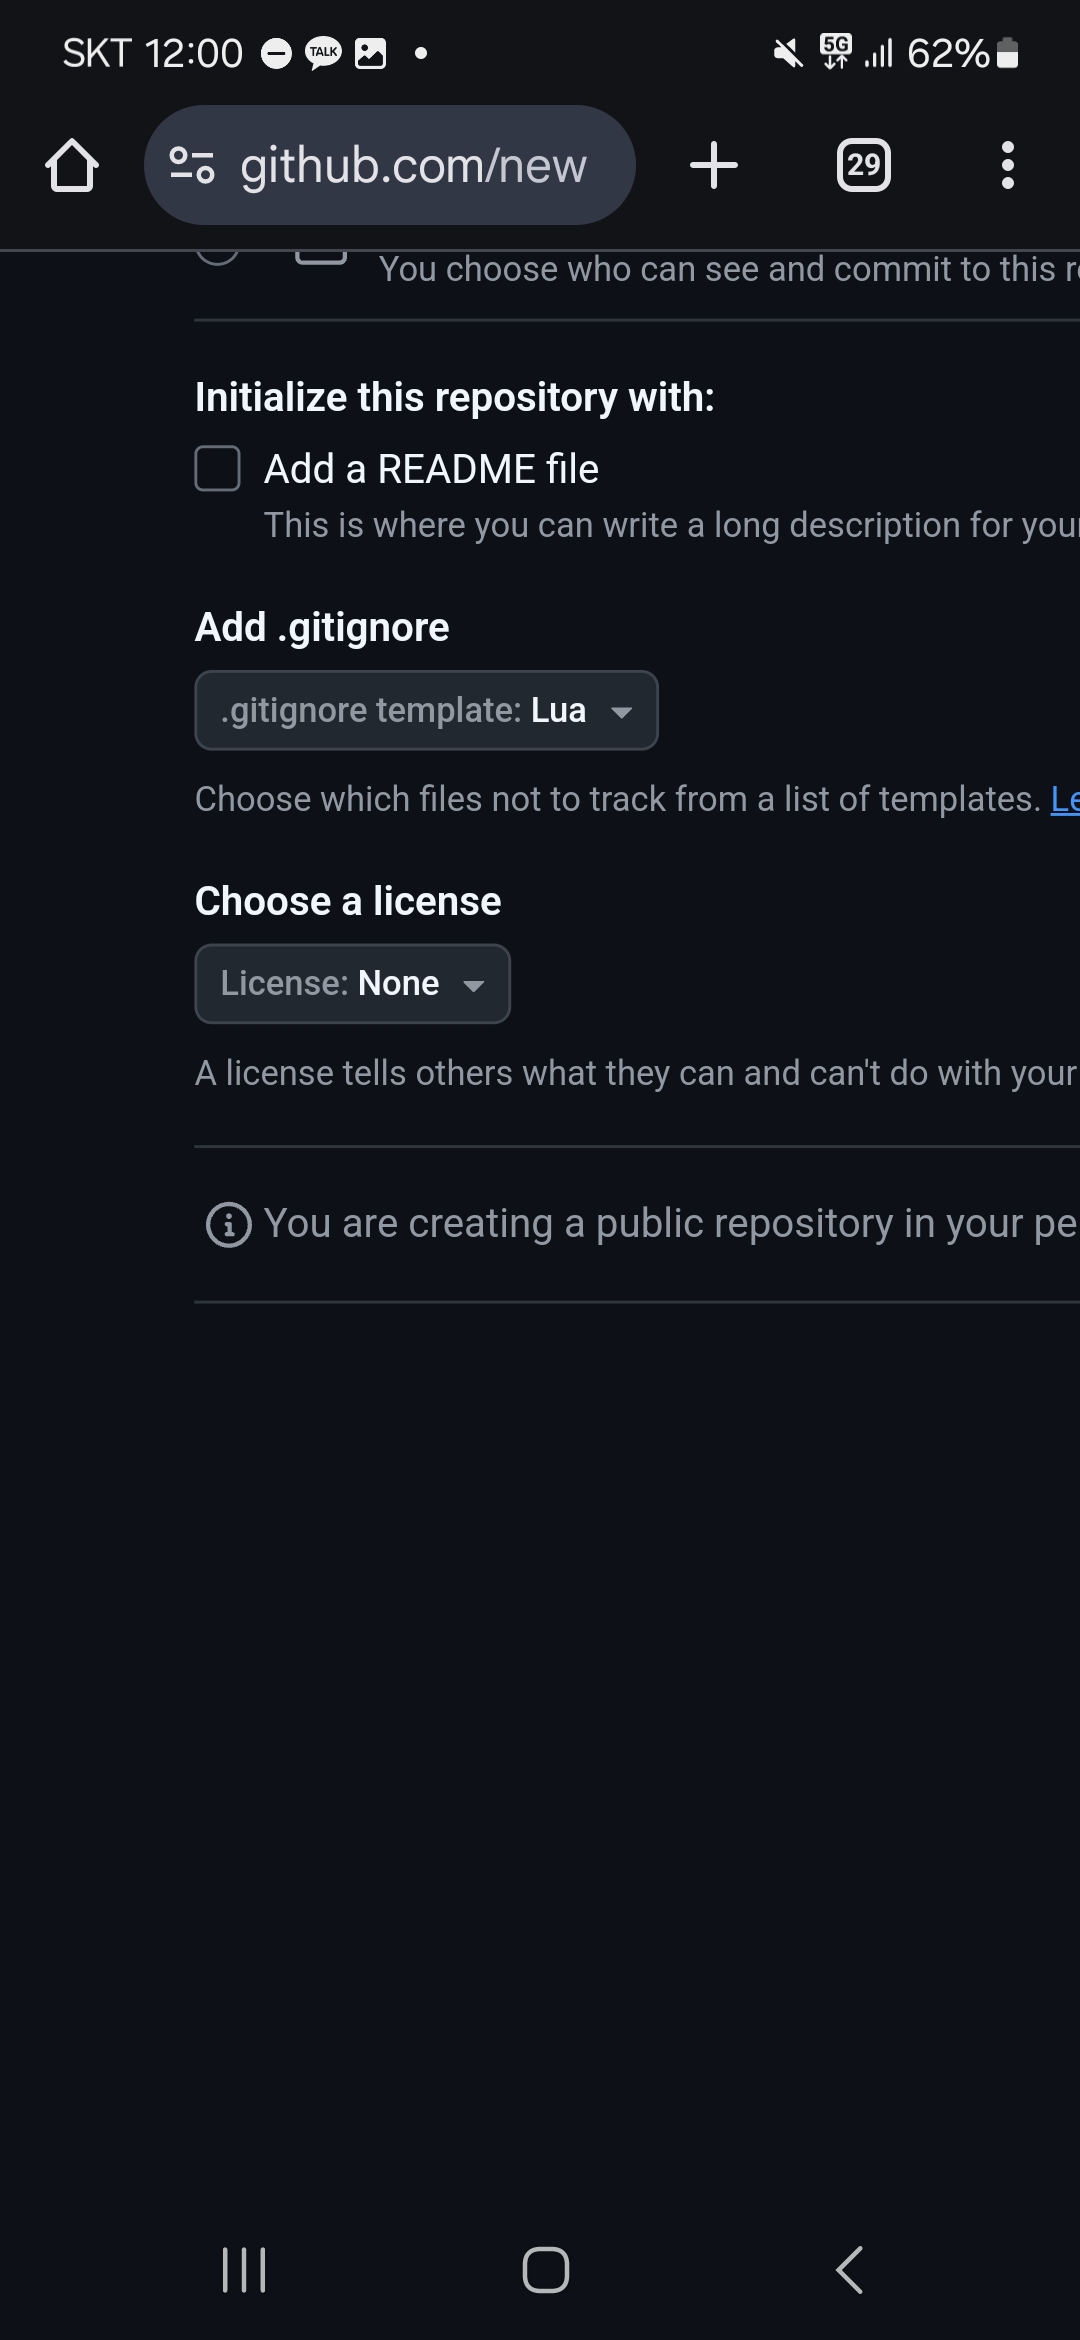 SKT 12:00 TALK 5G 62%
github.com/new 29
You choose who can see and commit to this r
Initialize this repository with:
Add a README file
This is where you can write a long description for your
Add .gitignore
.gitignore template: Lua
Choose which files not to track from a list of templates. Le
Choose a license
License: None
A license tells others what they can and can't do with your
You are creating a public repository in your pe